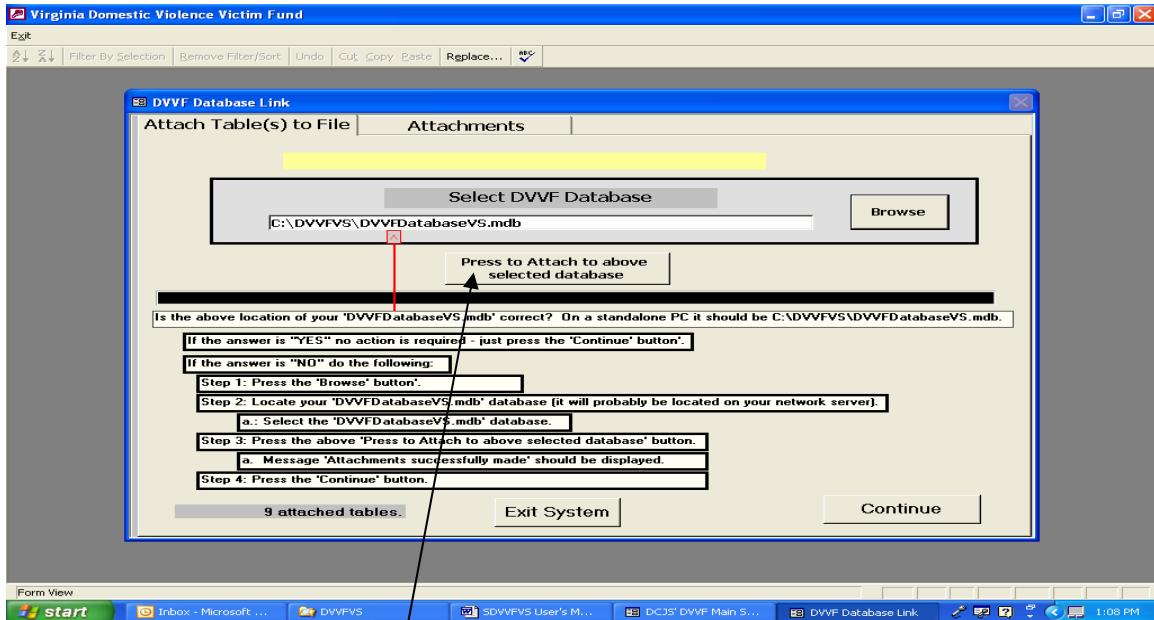 Virginia Domestic Violence Victim Fund
Exit
Filter By Selection Remove Filter/Sort Undo Cut Copy Paste Replace... ABC
DVVF Database Link
Attach Table(s) to File Attachments
Select DVVF Database
C:\DVVFVS\DVVFDatabaseVS.mdb
Browse
Press to Attach to above
selected database
Is the above location of your 'DVVFDatabaseVS.mdb' correct? On a standalone PC it should be C:\DVVFVS\DVVFDatabaseVS.mdb.
If the answer is "YES" no action is required - just press the 'Continue' button'.
If the answer is "NO" do the following:
Step 1: Press the 'Browse' button'.
Step 2: Locate your 'DVVFDatabaseVS.mdb' database (it will probably be located on your network server).
a.: Select the 'DVVFDatabaseVS.mdb' database.
Step 3: Press the above 'Press to Attach to above selected database' button.
a. Message 'Attachments successfully made' should be displayed.
Step 4: Press the 'Continue' button.
9 attached tables. Exit System Continue
Form View
start Inbox - Microsoft ... DVVFVS SDVVFVS User's M... DCJS' DVVF Main S... DVVF Database Link 1:08 PM